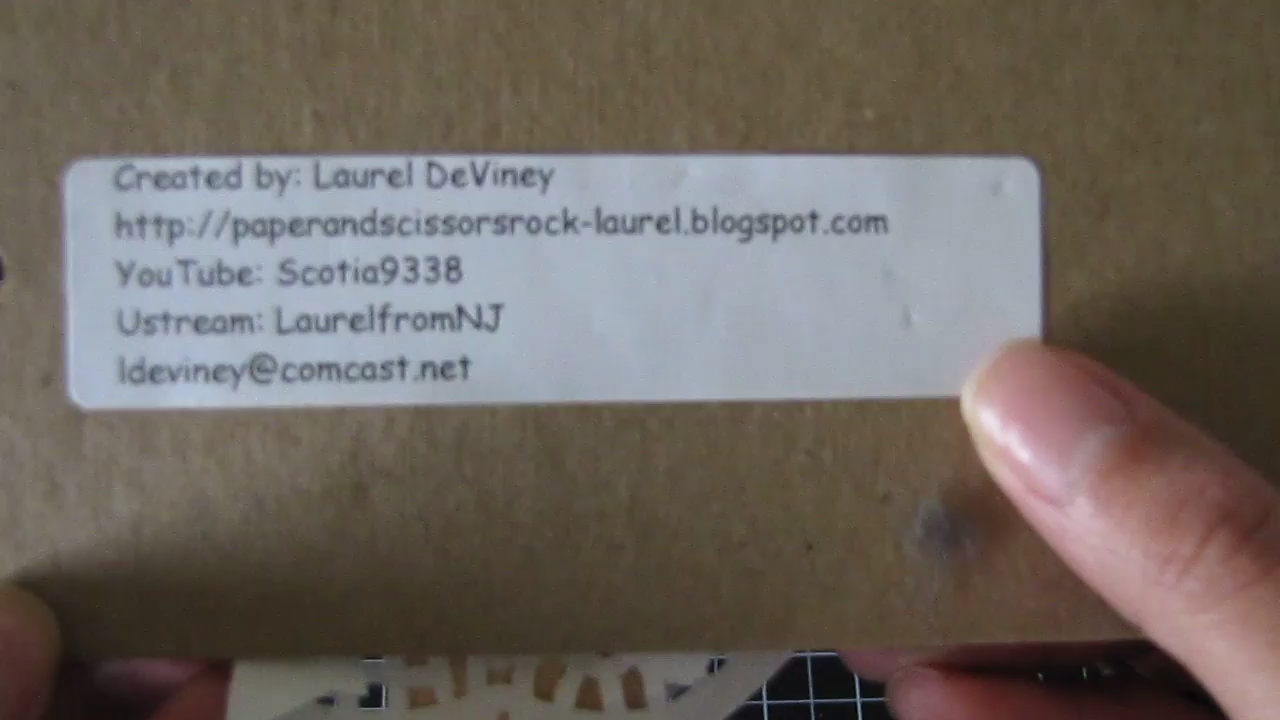 Created by: Laurel DeViney
http://paperandscissorsrock-laurel.blogspot.com
YouTube: Scotia9338
Ustream: LaurelfromNJ
ldeviney@comcast.net